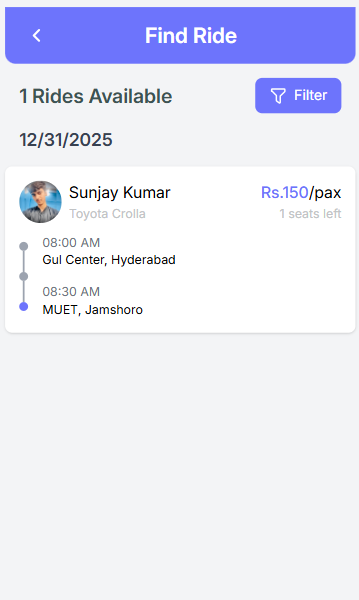 Find Ride
1 Rides Available
Filter
12/31/2025
Sunjay Kumar
Rs.150/pax
Toyota Crolla
1 seats left
08:00 AM
Gul Center, Hyderabad
08:30 AM
MUET, Jamshoro